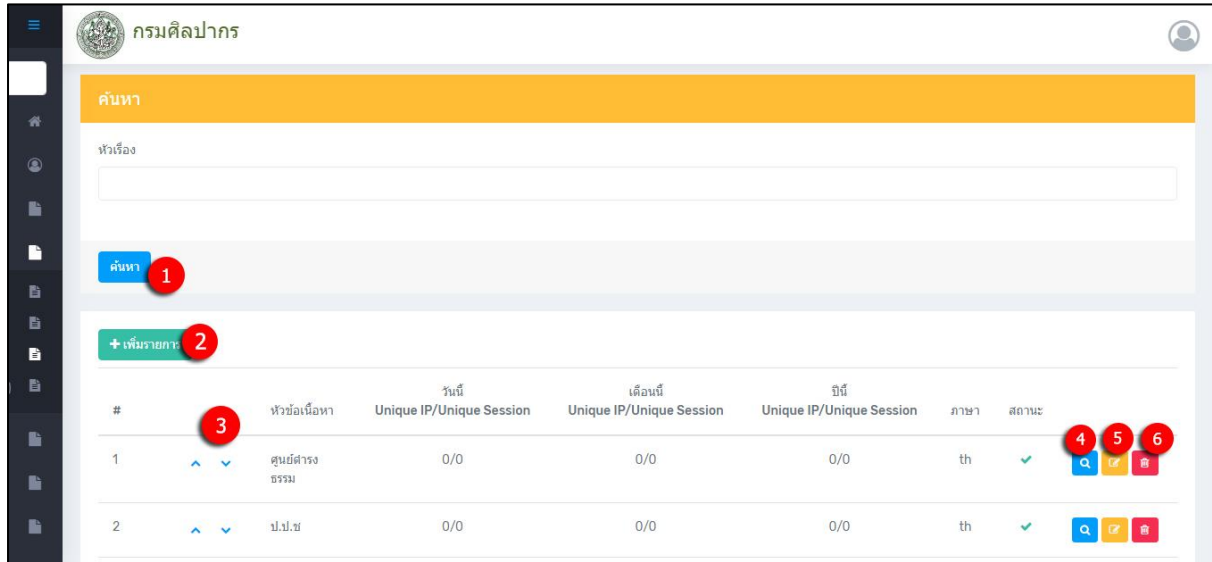 กรมศิลปากร
ค้นหา
หัวเรื่อง
ค้นหา
1
2
3
# หัวข้อเนื้อหา วันนี้ เดือนนี้ ปีนี้ ภาษา สถานะ
Unique IP/Unique Session Unique IP/Unique Session Unique IP/Unique Session
4 5 6
1 ศูนย์ดำรง 0/0 0/0 0/0 th
ธรรม
2 ป.ป.ช 0/0 0/0 0/0 th